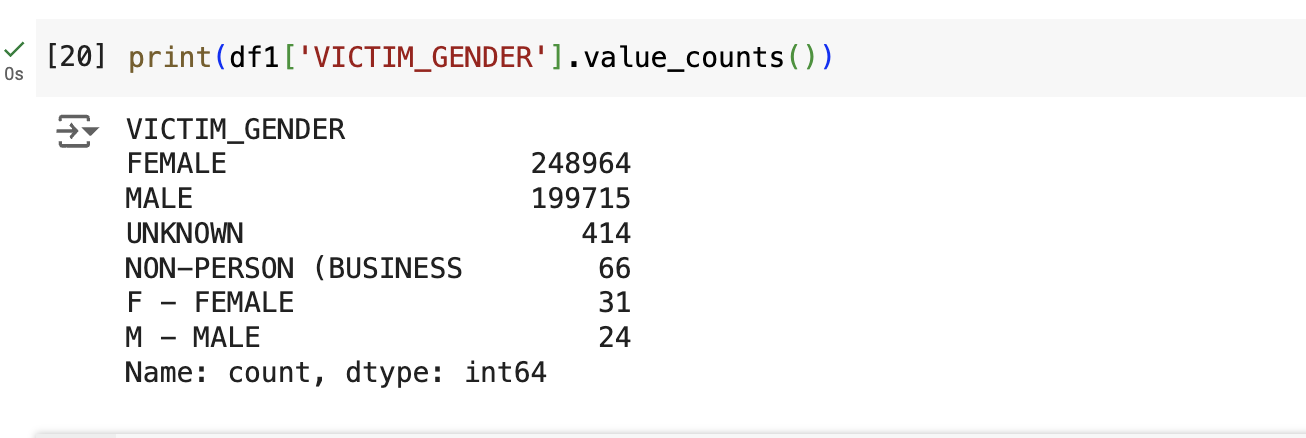 [20] print(df1['VICTIM_GENDER'].value_counts())
0s
VICTIM_GENDER
FEMALE 248964
MALE 199715
UNKNOWN 414
NON-PERSON (BUSINESS 66
F - FEMALE 31
M - MALE 24
Name: count, dtype: int64